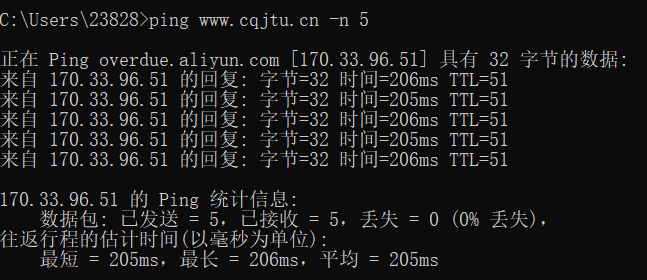 C:\Users\23828>ping www.cqjtu.cn -n 5
正在 Ping overdue.aliyun.com [170.33.96.51] 具有 32 字节的数据:
来自 170.33.96.51 的回复: 字节=32 时间=206ms TTL=51
来自 170.33.96.51 的回复: 字节=32 时间=205ms TTL=51
来自 170.33.96.51 的回复: 字节=32 时间=206ms TTL=51
来自 170.33.96.51 的回复: 字节=32 时间=205ms TTL=51
来自 170.33.96.51 的回复: 字节=32 时间=206ms TTL=51
170.33.96.51 的 Ping 统计信息:
数据包: 已发送 = 5，已接收 = 5，丢失 = 0 (0% 丢失)，
往返行程的估计时间(以毫秒为单位):
最短 = 205ms，最长 = 206ms，平均 = 205ms